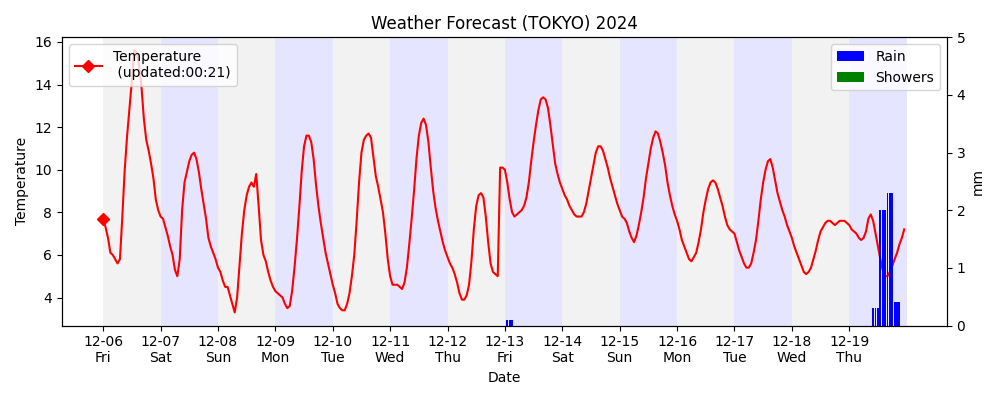 Weather Forecast (TOKYO) 2024
Temperature
(updated:00:21)
Rain
Showers
Temperature
16
14
12
10
8
6
4
5
4
3
2
1
0
mm
12-06 12-07 12-08 12-09 12-10 12-11 12-12 12-13 12-14 12-15 12-16 12-17 12-18 12-19
Fri Sat Sun Mon Tue Wed Thu Fri Sat Sun Mon Tue Wed Thu
Date